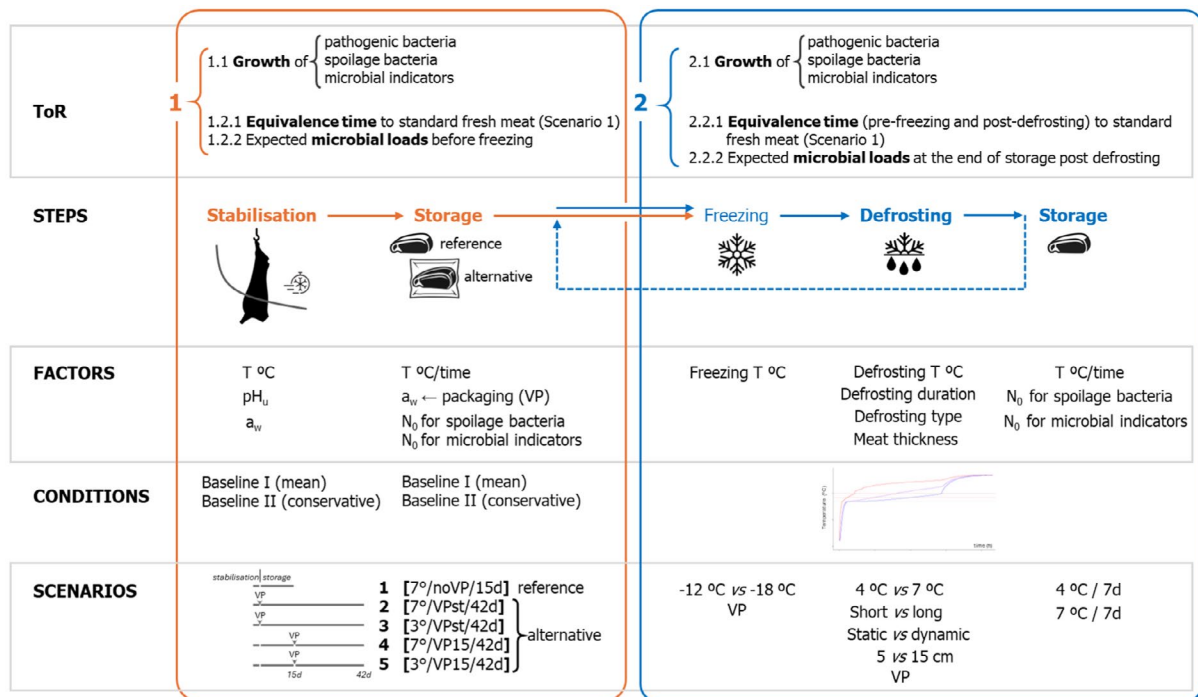 ToR
1
1.1 Growth of
pathogenic bacteria
spoilage bacteria
microbial indicators
1.2.1 Equivalence time to standard fresh meat (Scenario 1)
1.2.2 Expected microbial loads before freezing
2
2.1 Growth of
pathogenic bacteria
spoilage bacteria
microbial indicators
2.2.1 Equivalence time (pre-freezing and post-defrosting) to standard
fresh meat (Scenario 1)
2.2.2 Expected microbial loads at the end of storage post defrosting
STEPS
Stabilisation
Storage
reference
alternative
Freezing
Defrosting
Storage
FACTORS
T ºC
pHu
aw
T ºC/time
aw ← packaging (VP)
N0 for spoilage bacteria
N0 for microbial indicators
Freezing T ºC
Defrosting T ºC
Defrosting duration
Defrosting type
Meat thickness
T ºC/time
N0 for spoilage bacteria
N0 for microbial indicators
CONDITIONS
Baseline I (mean)
Baseline II (conservative)
Baseline I (mean)
Baseline II (conservative)
Temperature (ºC)
time (h)
SCENARIOS
stabilisation storage
VP
VP
VP
VP
15d
42d
1 [7°/noVP/15d] reference
2 [7°/VPst/42d]
3 [3°/VPst/42d]
4 [7°/VP15/42d]
5 [3°/VP15/42d]
alternative
-12 ºC vs -18 ºC
VP
4 ºC vs 7 ºC
Short vs long
Static vs dynamic
5 vs 15 cm
VP
4 ºC / 7d
7 ºC / 7d